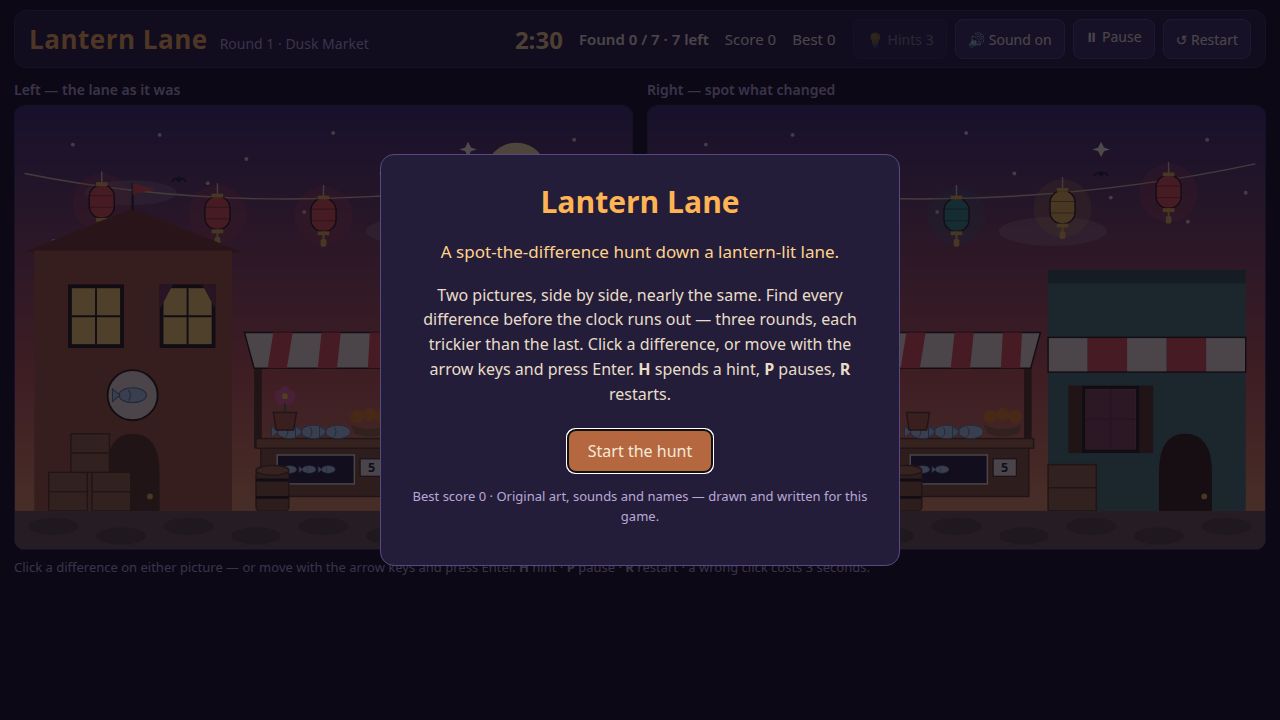 Lantern Lane Round 1 · Dusk Market 2:30 Found 0 / 7 · 7 left Score 0 Best 0 💡 Hints 3 🔊 Sound on ⏸ Pause ↺ Restart
Left — the lane as it was Right — spot what changed
Lantern Lane
A spot-the-difference hunt down a lantern-lit lane.
Two pictures, side by side, nearly the same. Find every
difference before the clock runs out — three rounds, each
trickier than the last. Click a difference, or move with the
arrow keys and press Enter. H spends a hint, P pauses, R
restarts.
Start the hunt
5
5
Best score 0 · Original art, sounds and names — drawn and written for this
game.
Click a difference on either picture — or move with the arrow keys and press Enter. H hint · P pause · R restart · a wrong click costs 3 seconds.